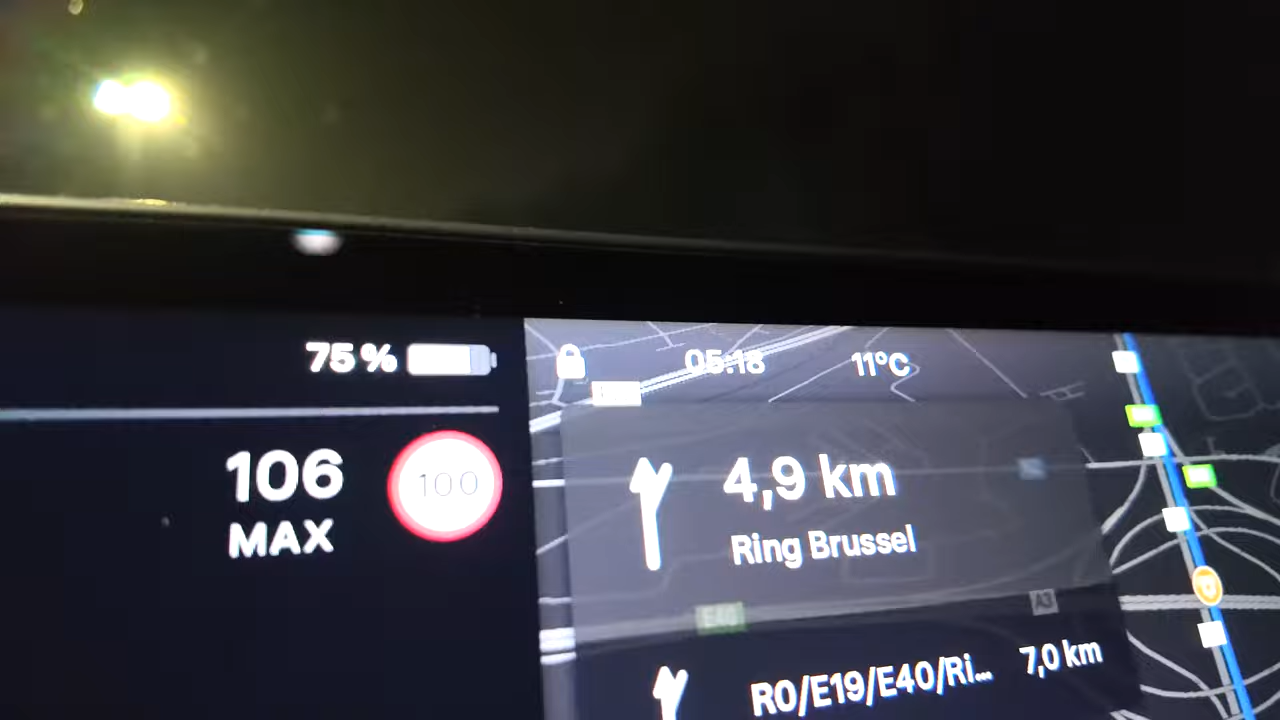 75 %
05:18
11°C
106
MAX
100
4,9 km
Ring Brussel
E40
A3
R0/E19/E40/Ri...
7,0 km